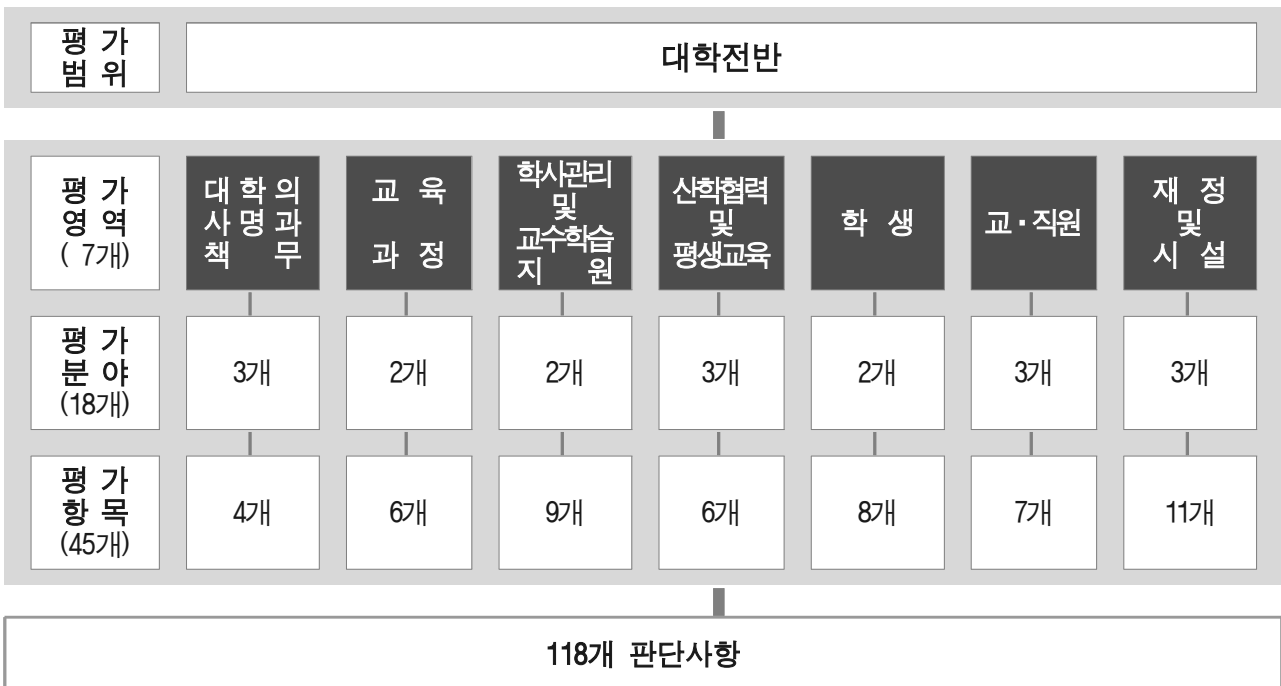 평 가
범 위
대학전반
평 가
영 역
( 7개)
대 학 의
사 명 과
책 무
교 육
과 정
학사관리
및
교수학습
지 원
산학협력
및
평생교육
학 생
교·직원
재 정
및
시 설
평 가
분 야
(18개)
3개
2개
2개
3개
2개
3개
3개
평 가
항 목
(45개)
4개
6개
9개
6개
8개
7개
11개
118개 판단사항